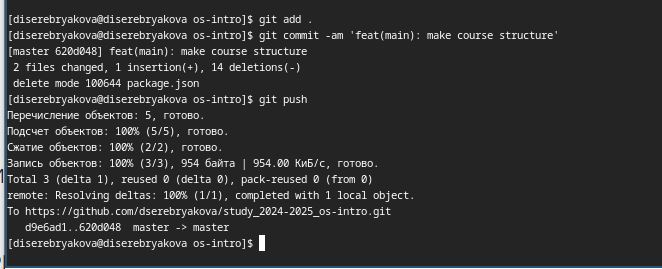 [diserebryakova@diserebryakova os-intro]$ git add .
[diserebryakova@diserebryakova os-intro]$ git commit -am 'feat(main): make course structure'
[master 620d048] feat(main): make course structure
 2 files changed, 1 insertion(+), 14 deletions(-)
 delete mode 100644 package.json
[diserebryakova@diserebryakova os-intro]$ git push
Перечисление объектов: 5, готово.
Подсчет объектов: 100% (5/5), готово.
Сжатие объектов: 100% (2/2), готово.
Запись объектов: 100% (3/3), 954 байта | 954.00 КиБ/с, готово.
Total 3 (delta 1), reused 0 (delta 0), pack-reused 0 (from 0)
remote: Resolving deltas: 100% (1/1), completed with 1 local object.
To https://github.com/dserebryakova/study_2024-2025_os-intro.git
   d9e6ad1..620d048  master -> master
[diserebryakova@diserebryakova os-intro]$